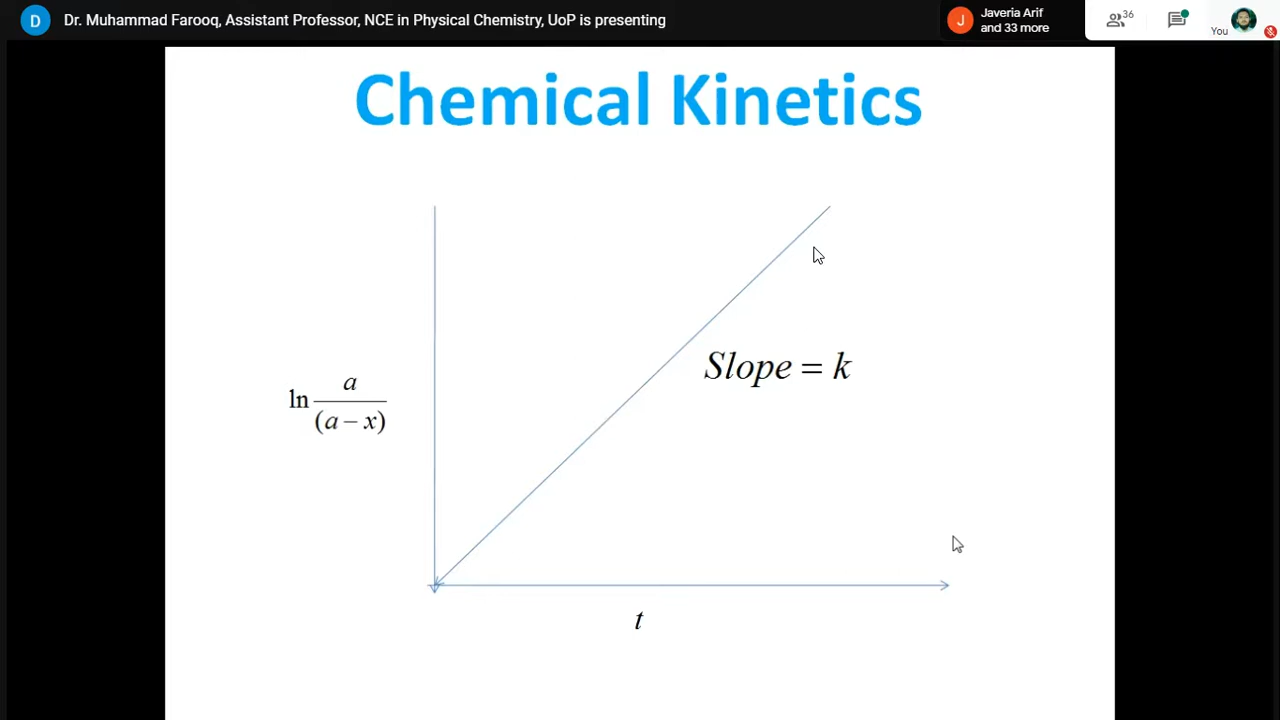 D Dr. Muhammad Farooq, Assistant Professor, NCE in Physical Chemistry, UoP is presenting
J Javeria Arif
and 33 more
36
You
Chemical Kinetics
ln a/(a − x)
Slope = k
t